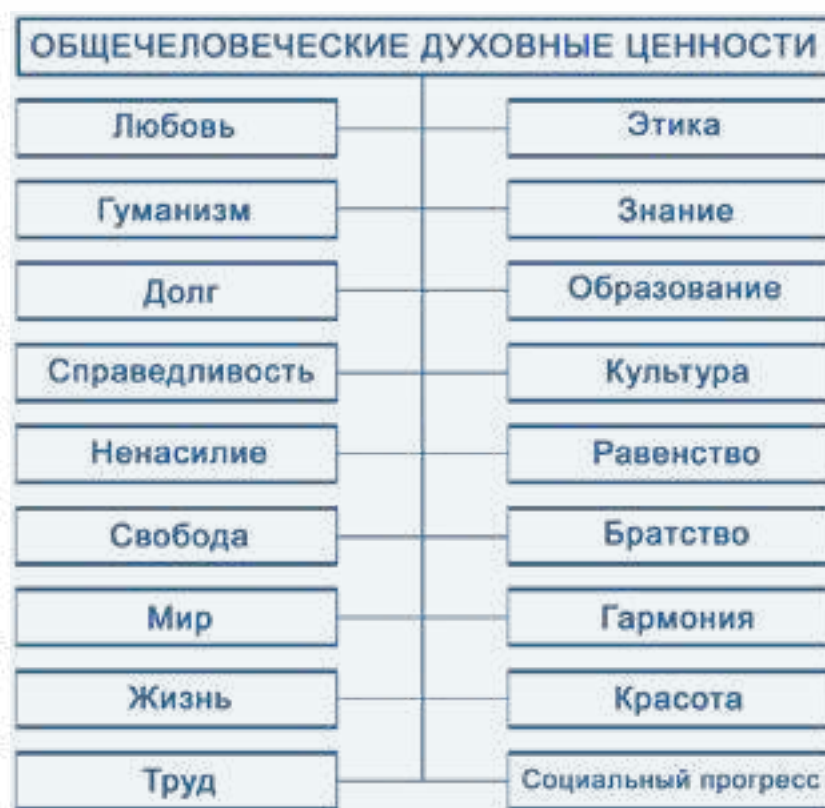 ОБЩЕЧЕЛОВЕЧЕСКИЕ ДУХОВНЫЕ ЦЕННОСТИ
Любовь
Этика
Гуманизм
Знание
Долг
Образование
Справедливость
Культура
Ненасилие
Равенство
Свобода
Братство
Мир
Гармония
Жизнь
Красота
Труд
Социальный прогресс